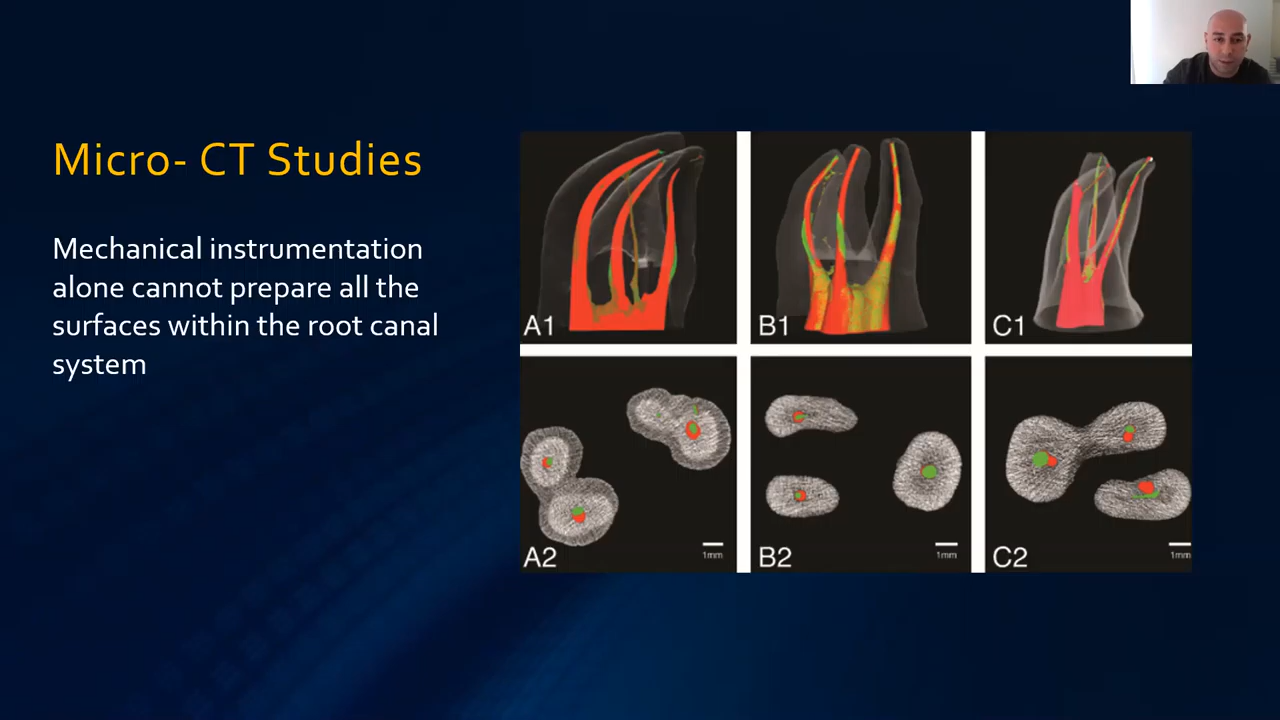 Micro- CT Studies
Mechanical instrumentation
alone cannot prepare all the
surfaces within the root canal
system
A1
B1
C1
1mm
1mm
1mm
A2
B2
C2